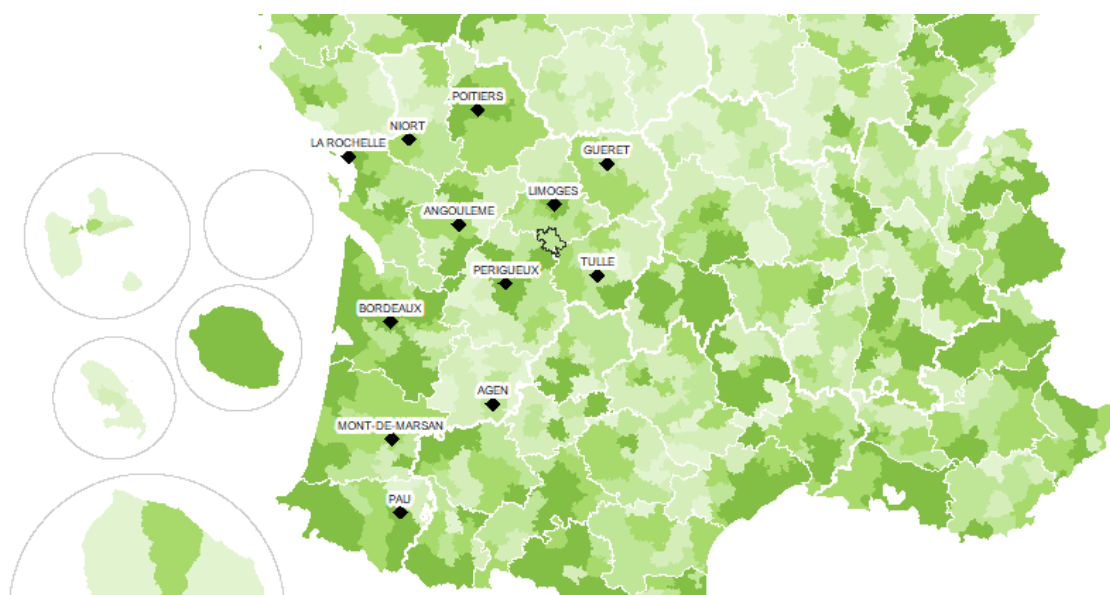 POITIERS
NIORT
LA ROCHELLE
GUERET
LIMOGES
ANGOULEME
TULLE
PERIGUEUX
BORDEAUX
AGEN
MONT-DE-MARSAN
PAU